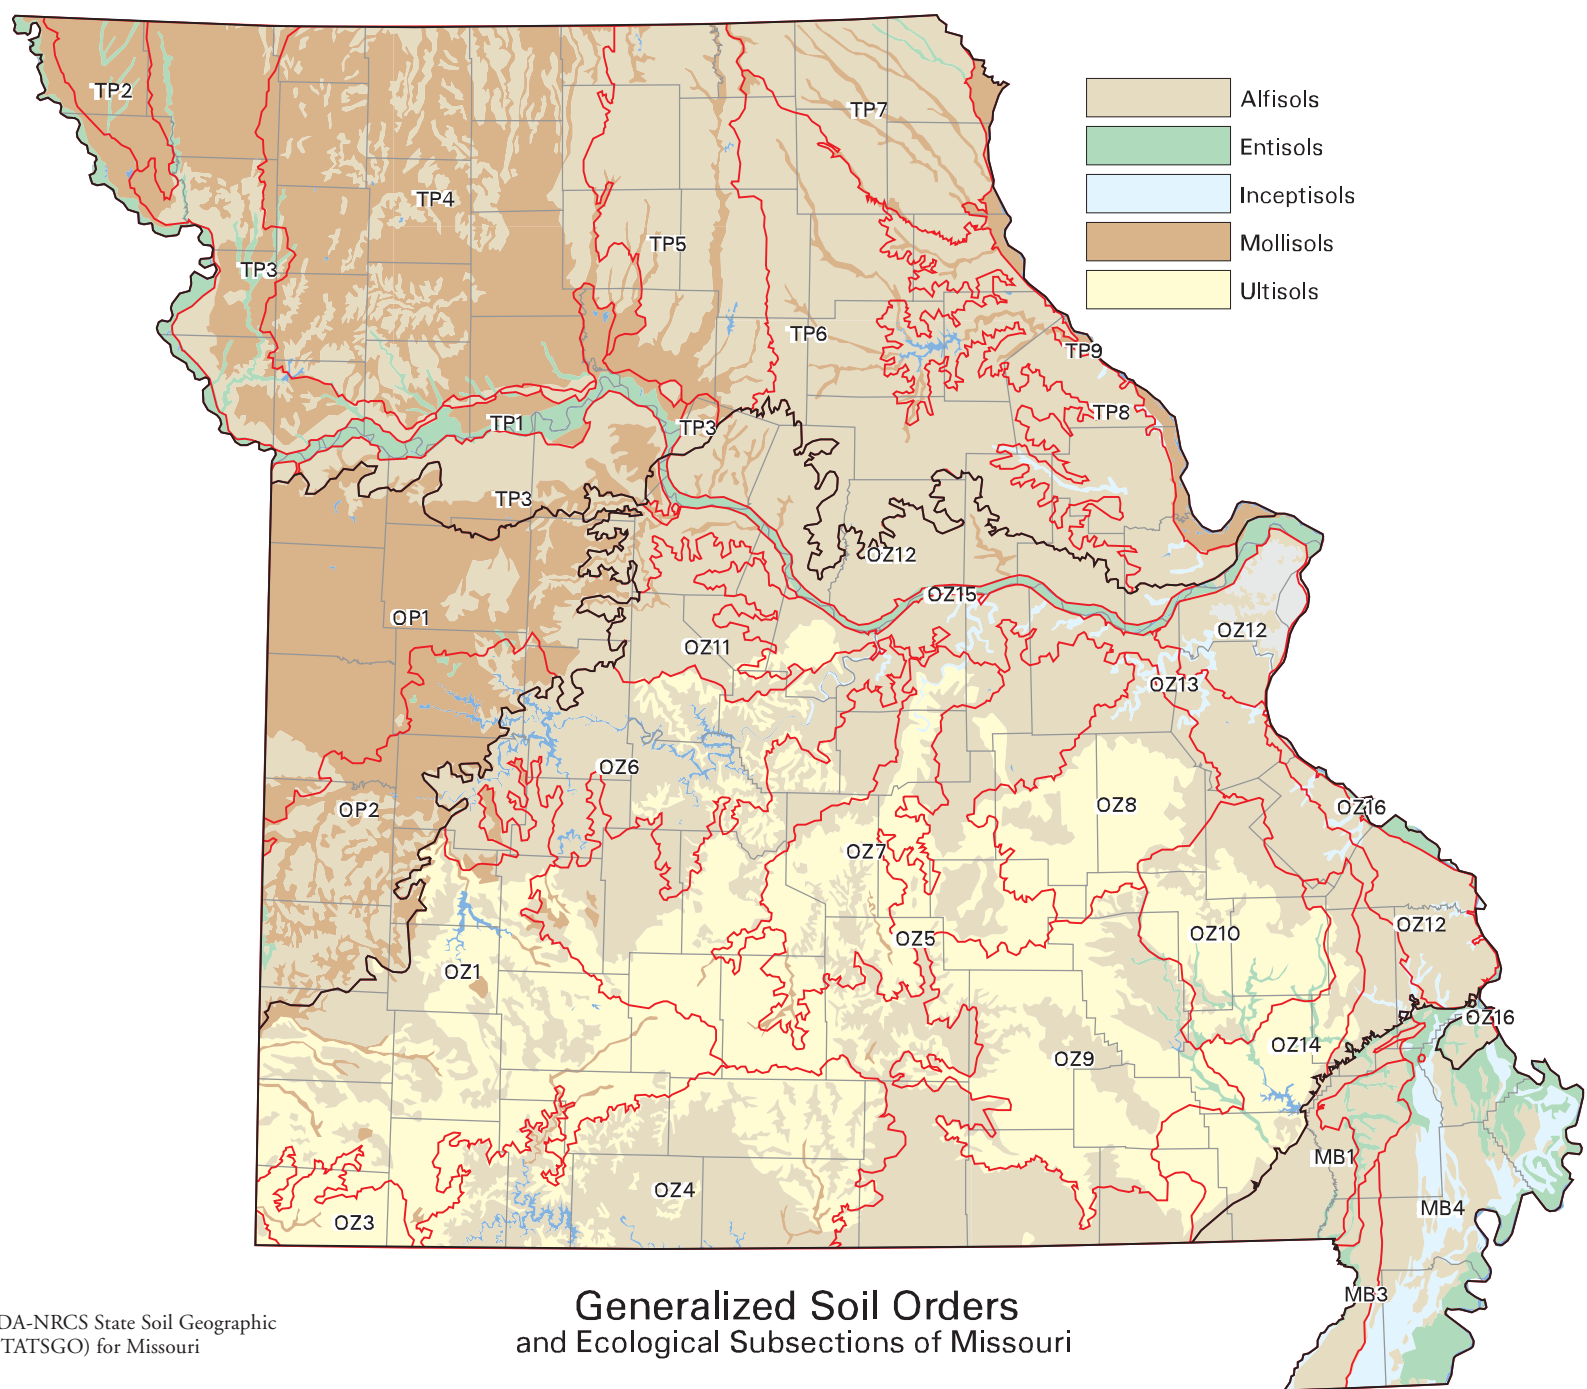 TP2
TP7
Alfisols
Entisols
Inceptisols
Mollisols
Ultisols
TP4
TP5
TP3
TP6
TP9
TP8
TP1
TP3
TP3
OZ12
OZ15
OP1
OZ11
OZ12
OZ13
OZ6
OP2
OZ8
OZ16
OZ7
OZ12
OZ10
OZ5
OZ1
OZ16
OZ14
OZ9
MB1
OZ4
MB4
OZ3
MB3
Generalized Soil Orders
and Ecological Subsections of Missouri
DA-NRCS State Soil Geographic
TATSGO) for Missouri